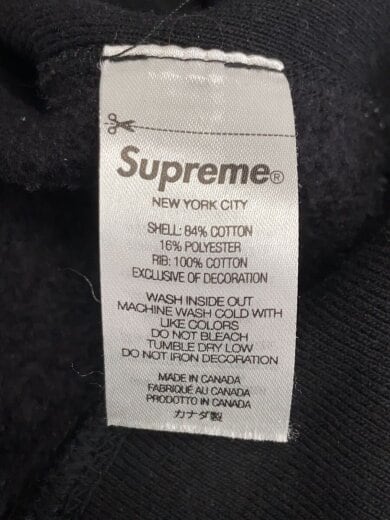 Supreme®
NEW YORK CITY
SHELL: 84% COTTON
16% POLYESTER
RIB: 100% COTTON
EXCLUSIVE OF DECORATION
WASH INSIDE OUT
MACHINE WASH COLD WITH
LIKE COLORS
DO NOT BLEACH
TUMBLE DRY LOW
DO NOT IRON DECORATION
MADE IN CANADA
FABRIQUÉ AU CANADA
PRODOTTO IN CANADA
カナダ製